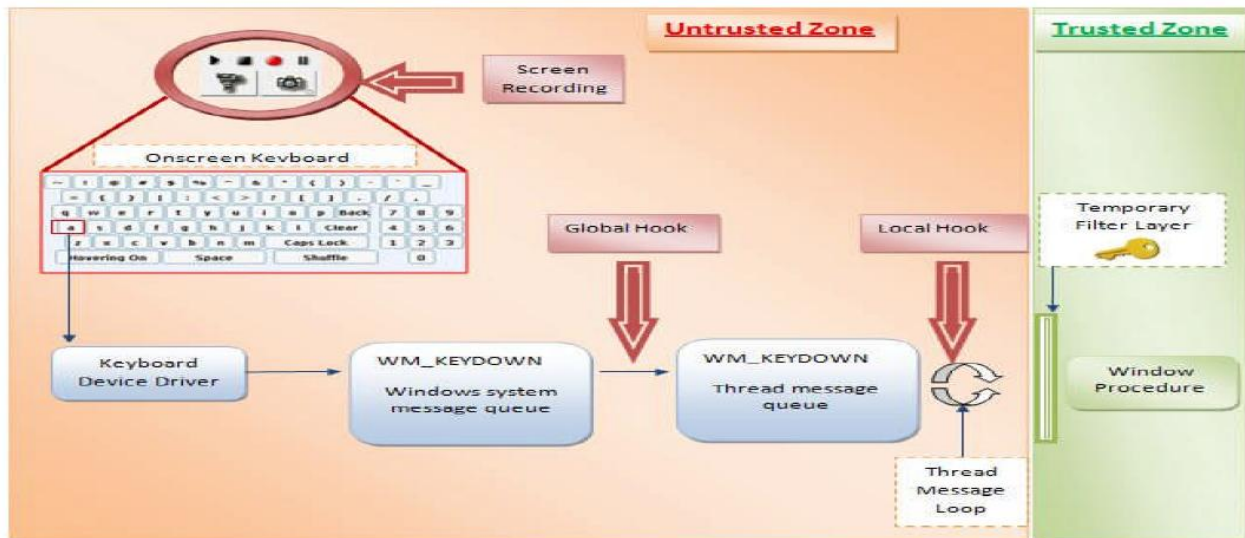 Untrusted Zone
Trusted Zone
Screen
Recording
Onscreen Keyboard
~ ! @ # $ % ^ & * ( ) - ` _
= { } | : < > ? [ ] . / ,
q w e r t y u i o p Back 7 8 9
a s d f g h j k l Clear 4 5 6
z x c v b n m Caps Lock 1 2 3
Hovering On Space Shuffle 0
Global Hook
Local Hook
Temporary
Filter Layer
Keyboard
Device Driver
WM_KEYDOWN
Windows system
message queue
WM_KEYDOWN
Thread message
queue
Window
Procedure
Thread
Message
Loop